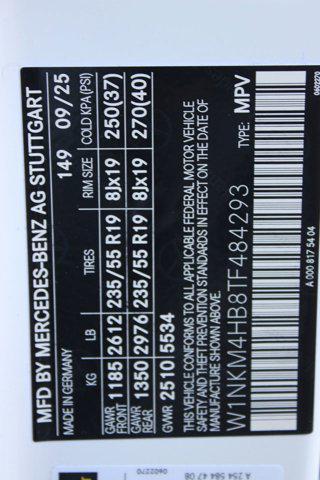 MFD BY MERCEDES-BENZ AG STUTTGART
149 09/25
KG LB TIRES RIM SIZE COLD KPA (PSI)
GAWR FRONT 1185 2612 235/55 R19 8Jx19 250(37)
GAWR REAR 1350 2976 235/55 R19 8Jx19 270(40)
GVWR 2510 5534
THIS VEHICLE CONFORMS TO ALL APPLICABLE FEDERAL MOTOR VEHICLE
SAFETY AND THEFT PREVENTION STANDARDS IN EFFECT ON THE DATE OF
MANUFACTURE SHOWN ABOVE. MADE IN GERMANY
W1NKM4HB8TF484293 TYPE: MPV
A 000 817 54 04
0602270
0602270
A 254 584 47 08